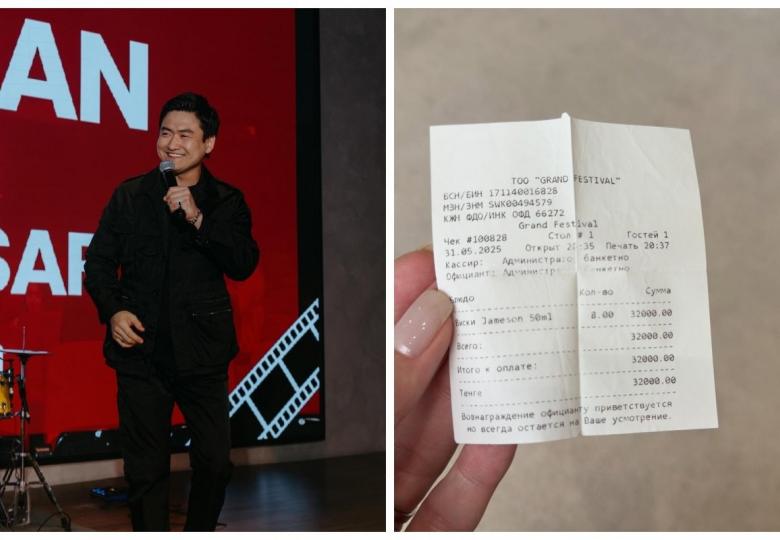 AN
SAR
ТОО "GRAND FESTIVAL"
БСН/БИН 171140016828
МЗН/ЗНМ SWK00494579
КЖН ФДО/ИНК ОФД 66272
Grand Festival
Чек #100828 Стол # 1 Гостей 1
31.05.2025 Открыт 20:35 Печать 20:37
Кассир: Администратор банкетно
Официант: Администр банкетно
Блюдо Кол-во Сумма
Виски Jameson 50ml 8.00 32000.00
Всего: 32000.00
Итого к оплате: 32000.00
Тенге 32000.00
Вознаграждение официанту приветствуется
но всегда остается на Ваше усмотрение.